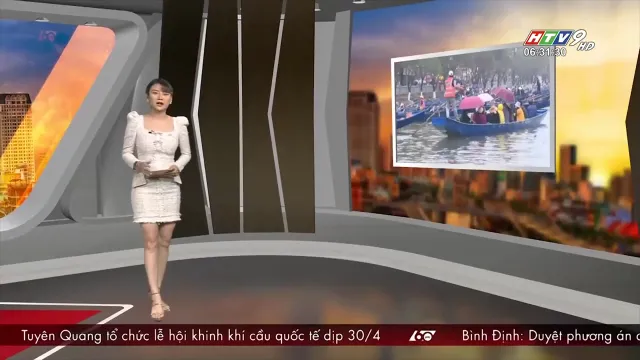 HTV9 HD
06:31:30
Tuyên Quang tổ chức lễ hội khinh khí cầu quốc tế dịp 30/4
60
Bình Định: Duyệt phương án